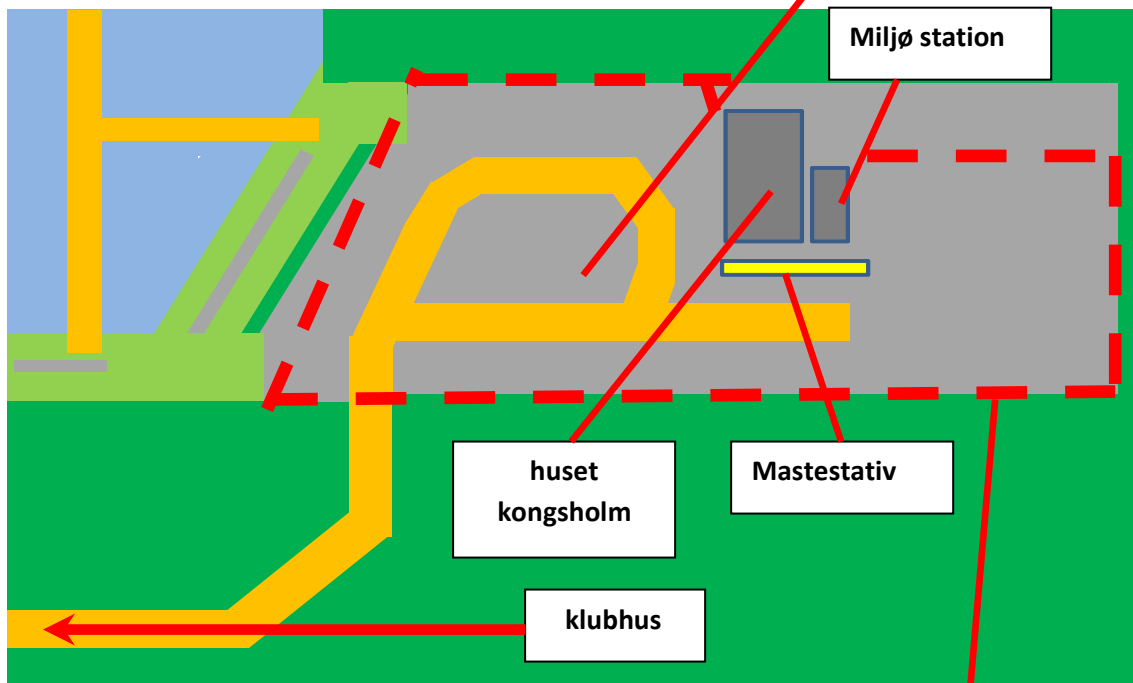 Miljø station
huset
kongsholm
Mastestativ
klubhus